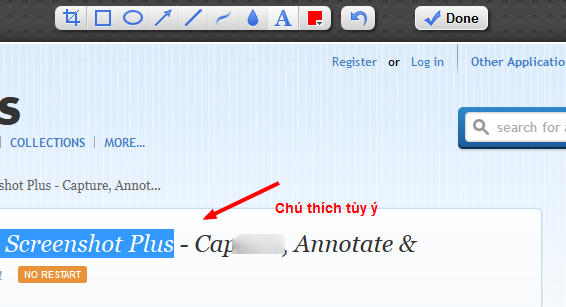 A
Done
Register or Log in Other Applicatio
s
COLLECTIONS MORE...
shot Plus - Capture, Annot...
Chú thích tùy ý
Screenshot Plus - Cap , Annotate &
NO RESTART
search for a